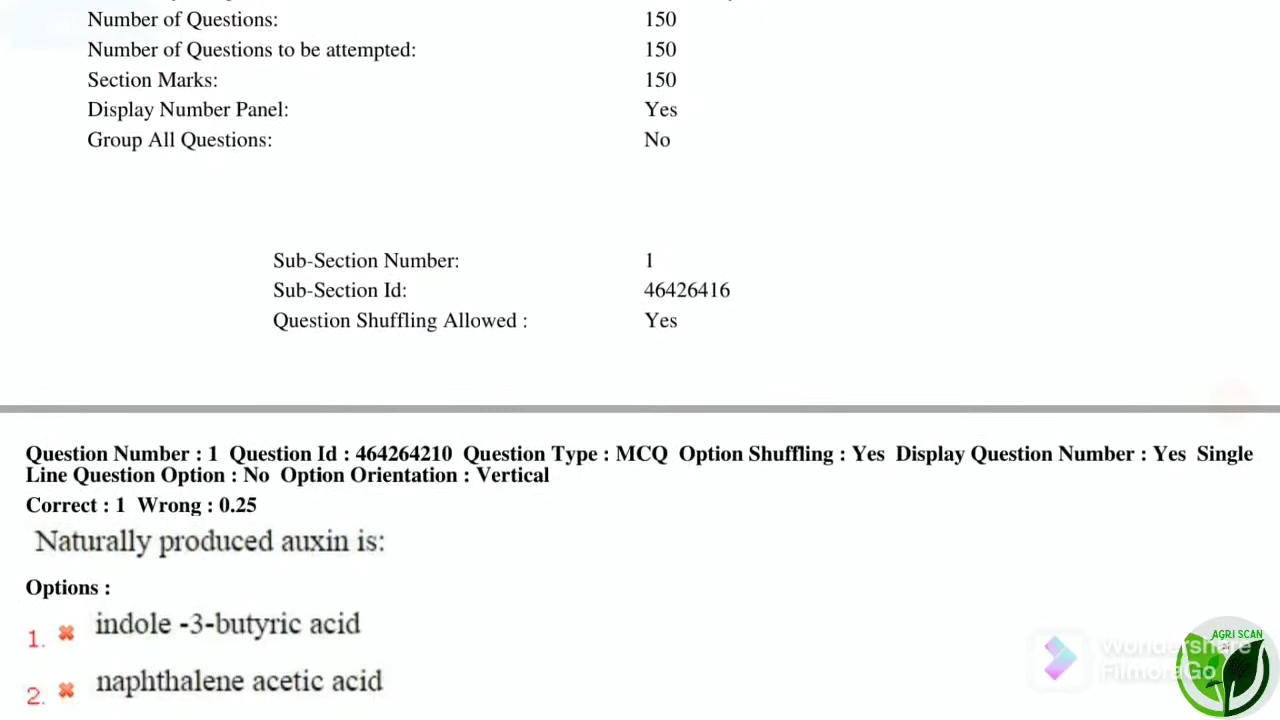 Number of Questions: 150
Number of Questions to be attempted: 150
Section Marks: 150
Display Number Panel: Yes
Group All Questions: No
Sub-Section Number: 1
Sub-Section Id: 46426416
Question Shuffling Allowed : Yes
Question Number : 1 Question Id : 464264210 Question Type : MCQ Option Shuffling : Yes Display Question Number : Yes Single
Line Question Option : No Option Orientation : Vertical
Correct : 1 Wrong : 0.25
Naturally produced auxin is:
Options :
1. indole -3-butyric acid
2. naphthalene acetic acid
Wondershare
FilmoraGo
AGRI SCAN